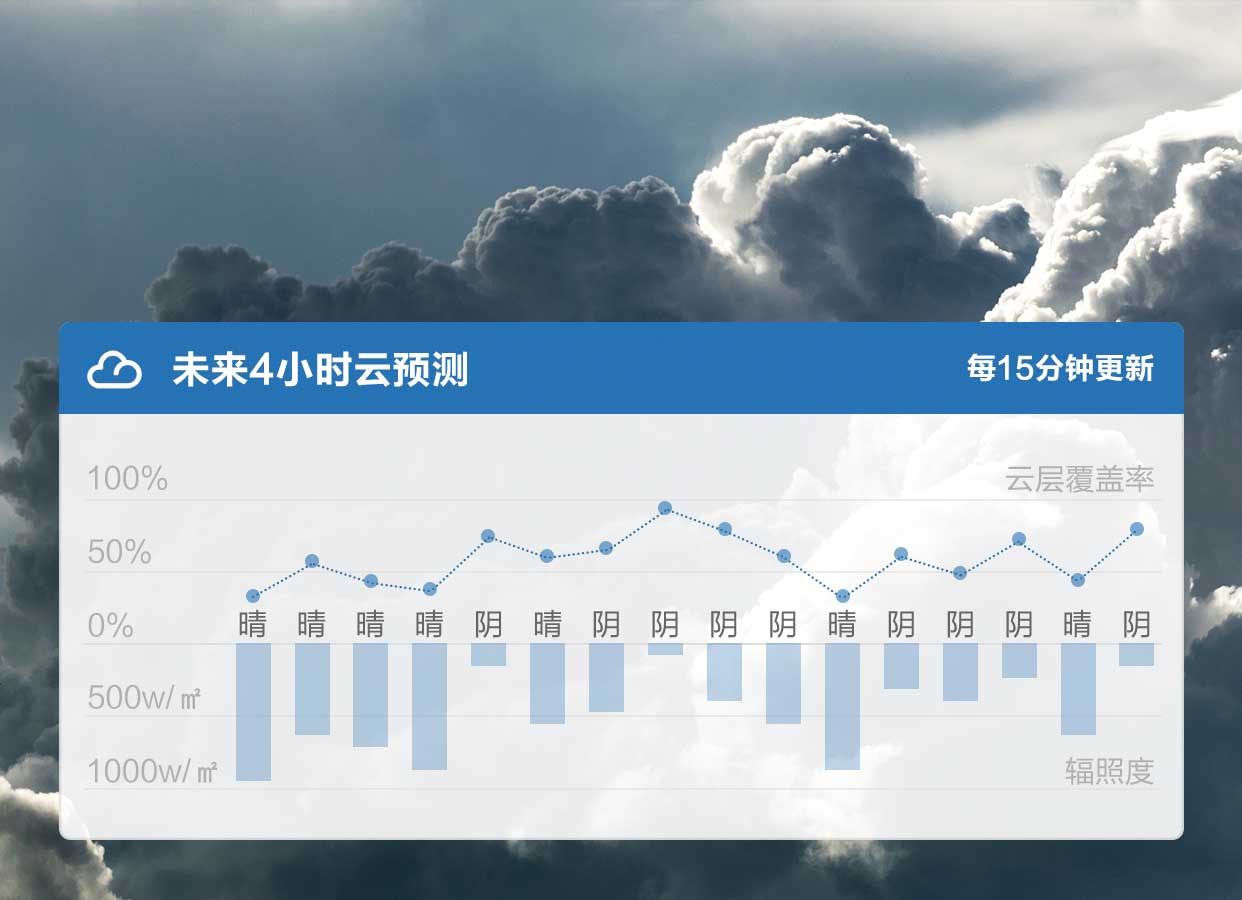 未来4小时云预测
每15分钟更新
100%
云层覆盖率
50%
0%
晴 晴 晴 晴 阴 晴 阴 阴 阴 阴 晴 阴 阴 阴 晴 阴
500w/㎡
1000w/㎡
辐照度